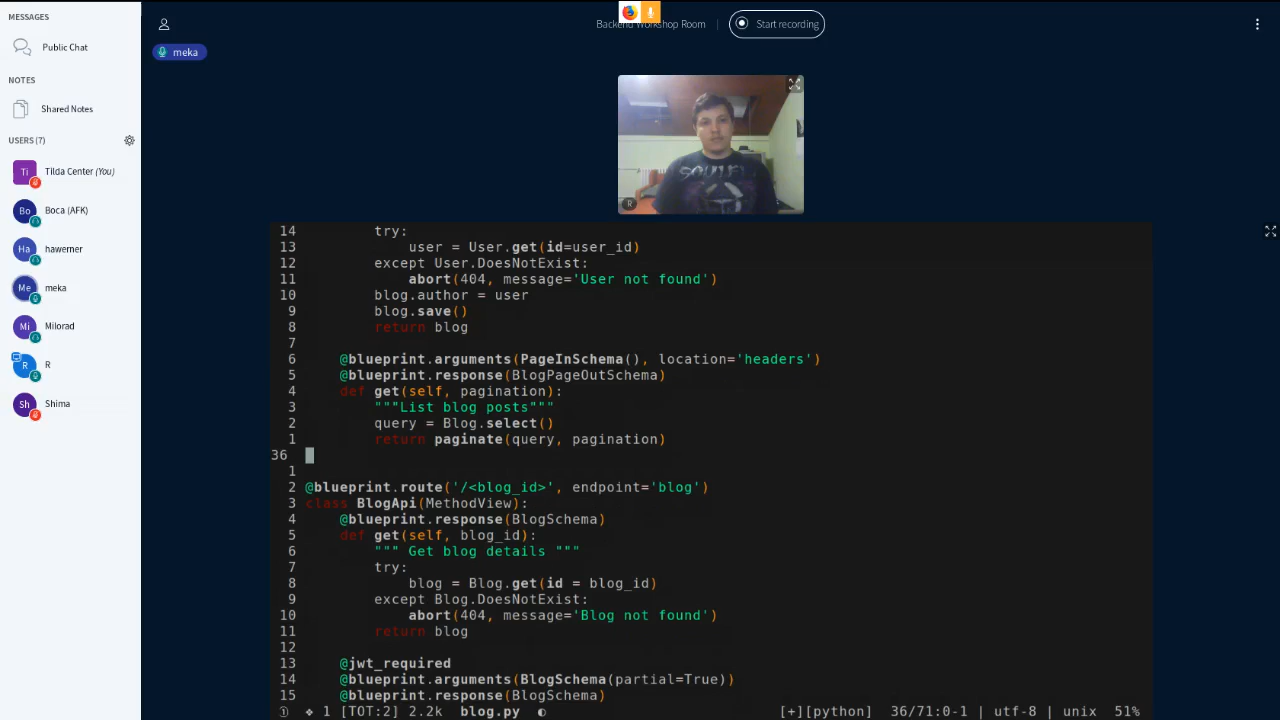 MESSAGES
Public Chat
NOTES
Shared Notes
USERS (7)
Ti Tilda Center (You)
Bo Boca (AFK)
Ha hawerner
Me meka
Mi Milorad
R R
Sh Shima
Backend Workshop Room
Start recording
meka
R
14 try:
13 user = User.get(id=user_id)
12 except User.DoesNotExist:
11 abort(404, message='User not found')
10 blog.author = user
9 blog.save()
8 return blog
7
6 @blueprint.arguments(PageInSchema(), location='headers')
5 @blueprint.response(BlogPageOutSchema)
4 def get(self, pagination):
3 """List blog posts"""
2 query = Blog.select()
1 return paginate(query, pagination)
36
1
2 @blueprint.route('/<blog_id>', endpoint='blog')
3 class BlogApi(MethodView):
4 @blueprint.response(BlogSchema)
5 def get(self, blog_id):
6 """ Get blog details """
7 try:
8 blog = Blog.get(id = blog_id)
9 except Blog.DoesNotExist:
10 abort(404, message='Blog not found')
11 return blog
12
13 @jwt_required
14 @blueprint.arguments(BlogSchema(partial=True))
15 @blueprint.response(BlogSchema)
① ❖ 1 [TOT:2] 2.2k blog.py [+][python] 36/71:0-1 | utf-8 | unix 51%